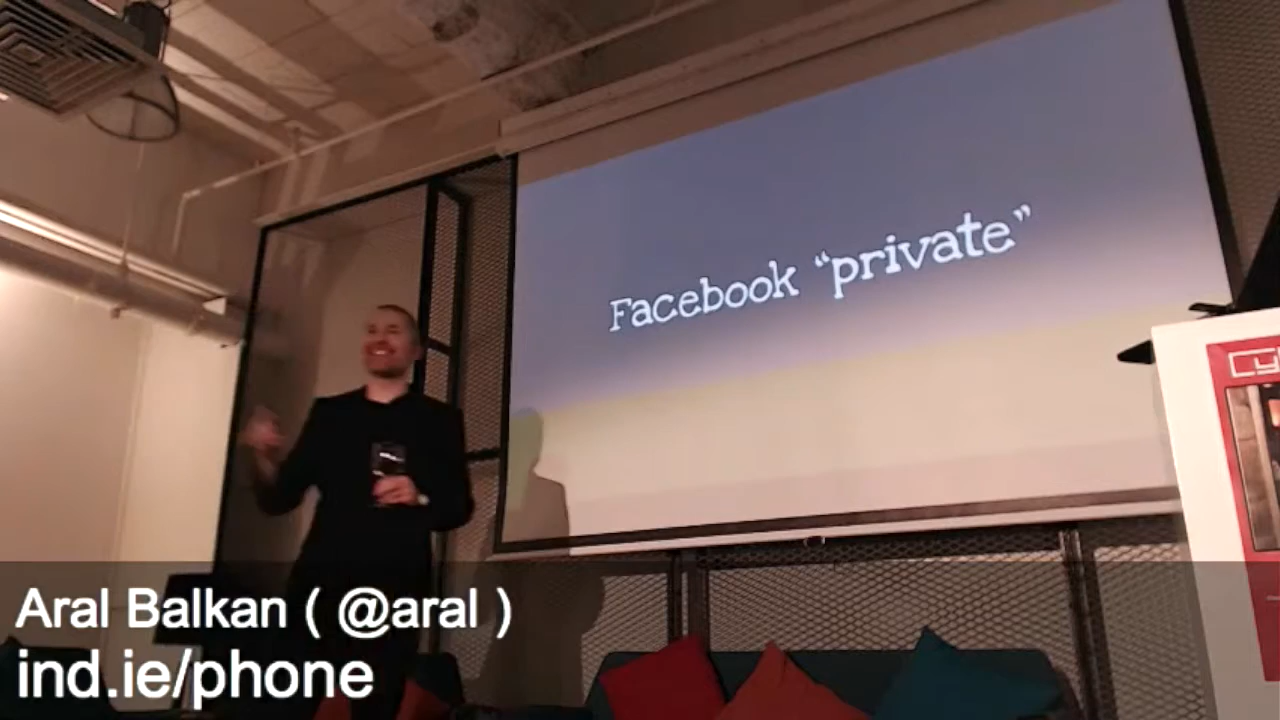 Facebook “private”
Aral Balkan ( @aral )
ind.ie/phone